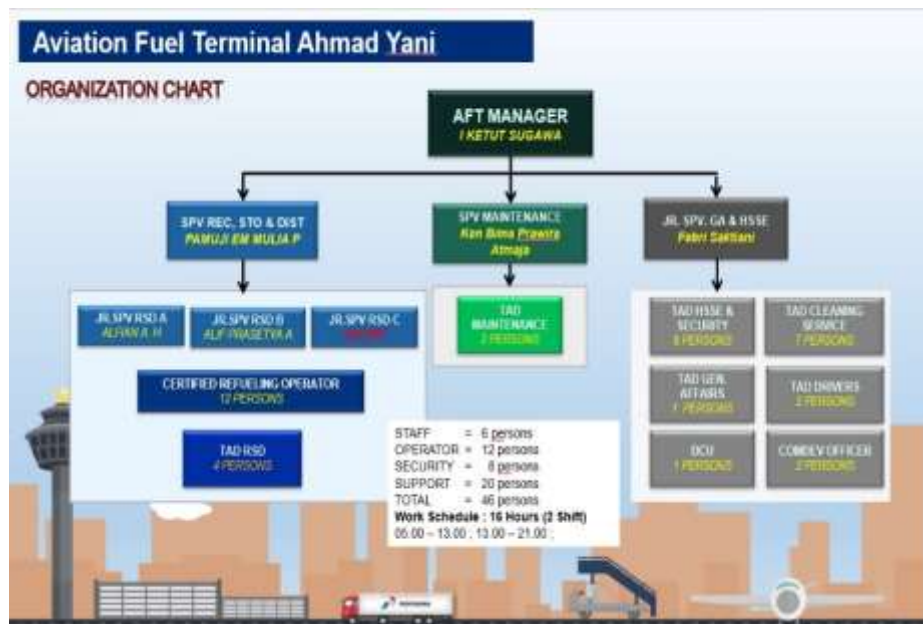 Aviation Fuel Terminal Ahmad Yani
ORGANIZATION CHART
AFT MANAGER
I KETUT SUGAWA
SPV REC, STO & DIST
PAMUJI EM MULIA P
SPV MAINTENANCE
Ken Bima Prawira
Atmaja
JR. SPV. GA & HSSE
Febri Saktiani
JR.SPV RSD A
ALFIAN A. H
JR.SPV RSD B
ALIF PRASETYA A
JR.SPV RSD C
CERTIFIED REFUELING OPERATOR
12 PERSONS
TAD RSD
4 PERSONS
TAD
MAINTENANCE
TAD HSSE &
SECURITY
8 PERSONS
TAD CLEANING
SERVICE
7 PERSONS
TAD GEN.
AFFAIRS
1 PERSONS
TAD DRIVERS
2 PERSONS
1 PERSONS
COMDEV OFFICER
2 PERSONS
STAFF = 6 persons
OPERATOR = 12 persons
SECURITY = 8 persons
SUPPORT = 20 persons
TOTAL = 46 persons
Work Schedule : 16 Hours (2 Shift)
05.00 – 13.00 ; 13.00 – 21.00 ;